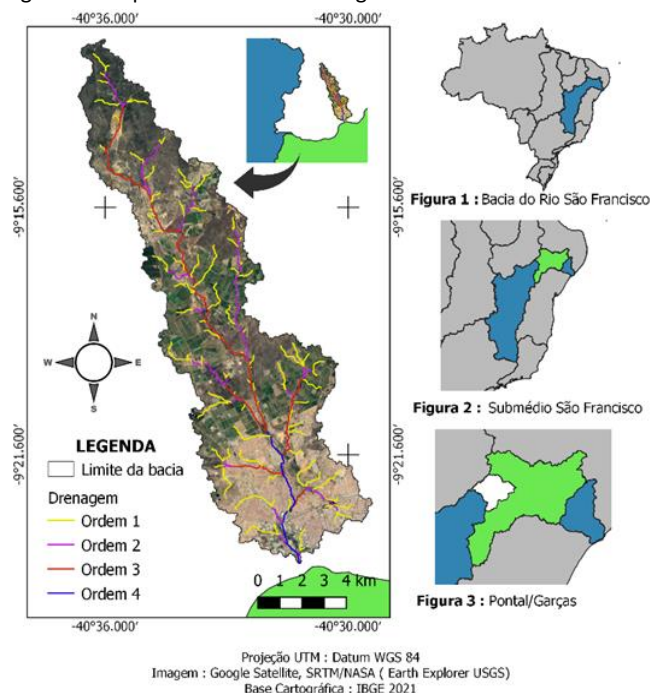 -40°36.000'
-40°30.000'
-9°15.600'
-9°15.600'
N
W
E
S
-9°21.600'
-9°21.600'
LEGENDA
Limite da bacia
Drenagem
Ordem 1
Ordem 2
Ordem 3
Ordem 4
0 1 2 3 4 km
-40°36.000'
-40°30.000'
Figura 1 : Bacia do Rio São Francisco
Figura 2 : Submédio São Francisco
Figura 3 : Pontal/Garças
Projeção UTM : Datum WGS 84
Imagem : Google Satellite, SRTM/NASA ( Earth Explorer USGS)
Base Cartográfica : IBGE 2021